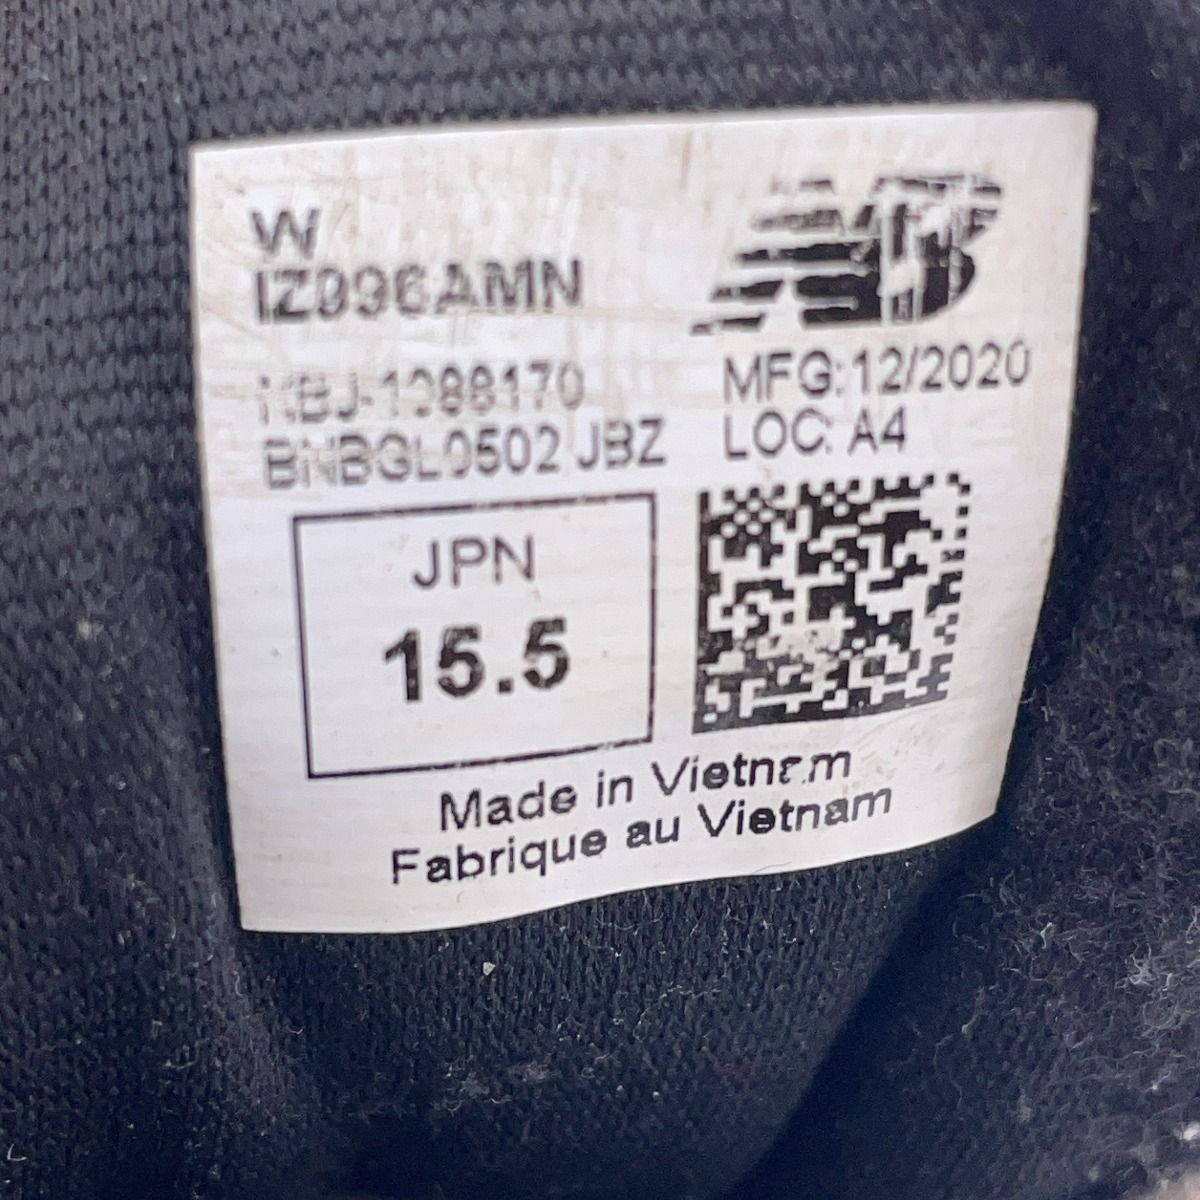 W
IZ996AMN
NBJ-1088170
BNBGL0502 JBZ
MFG:12/2020
LOC: A4
JPN
15.5
Made in Vietnam
Fabrique au Vietnam